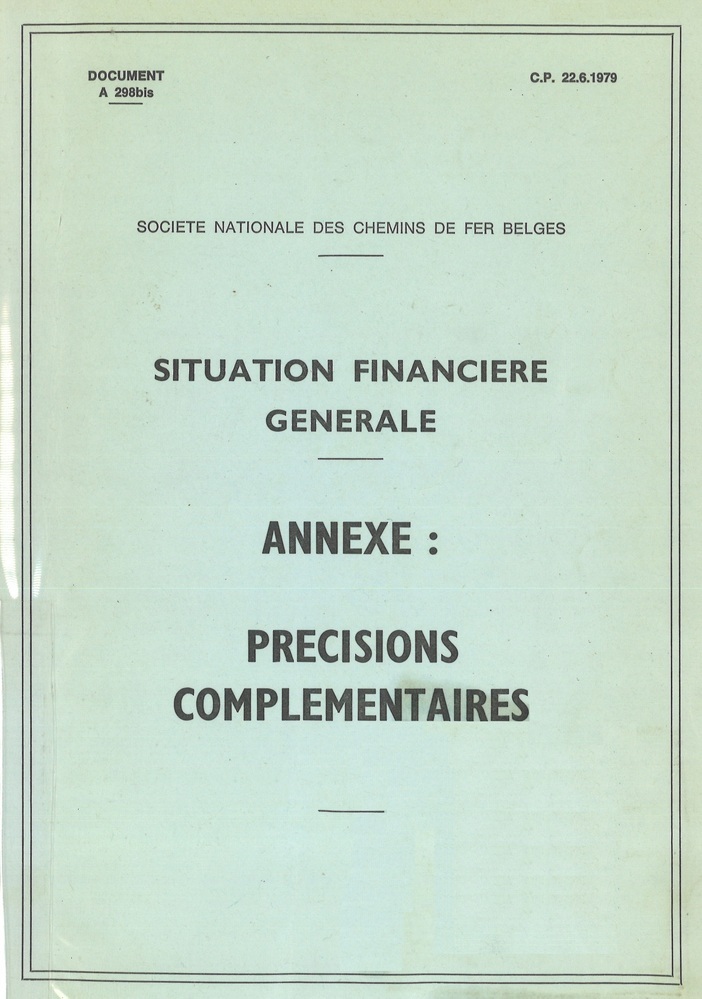 DOCUMENT
A 298bis
C.P. 22.6.1979
SOCIETE NATIONALE DES CHEMINS DE FER BELGES
SITUATION FINANCIERE
GENERALE
ANNEXE :
PRECISIONS
COMPLEMENTAIRES